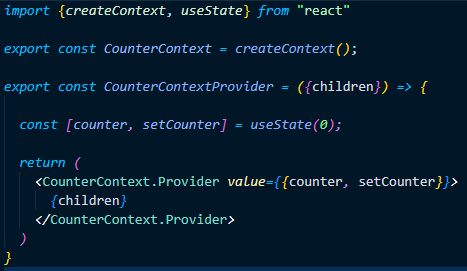 import {createContext, useState} from "react"
export const CounterContext = createContext();
export const CounterContextProvider = ({children}) => {
const [counter, setCounter] = useState(0);
return (
<CounterContext.Provider value={{counter, setCounter}}>
{children}
</CounterContext.Provider>
)
}